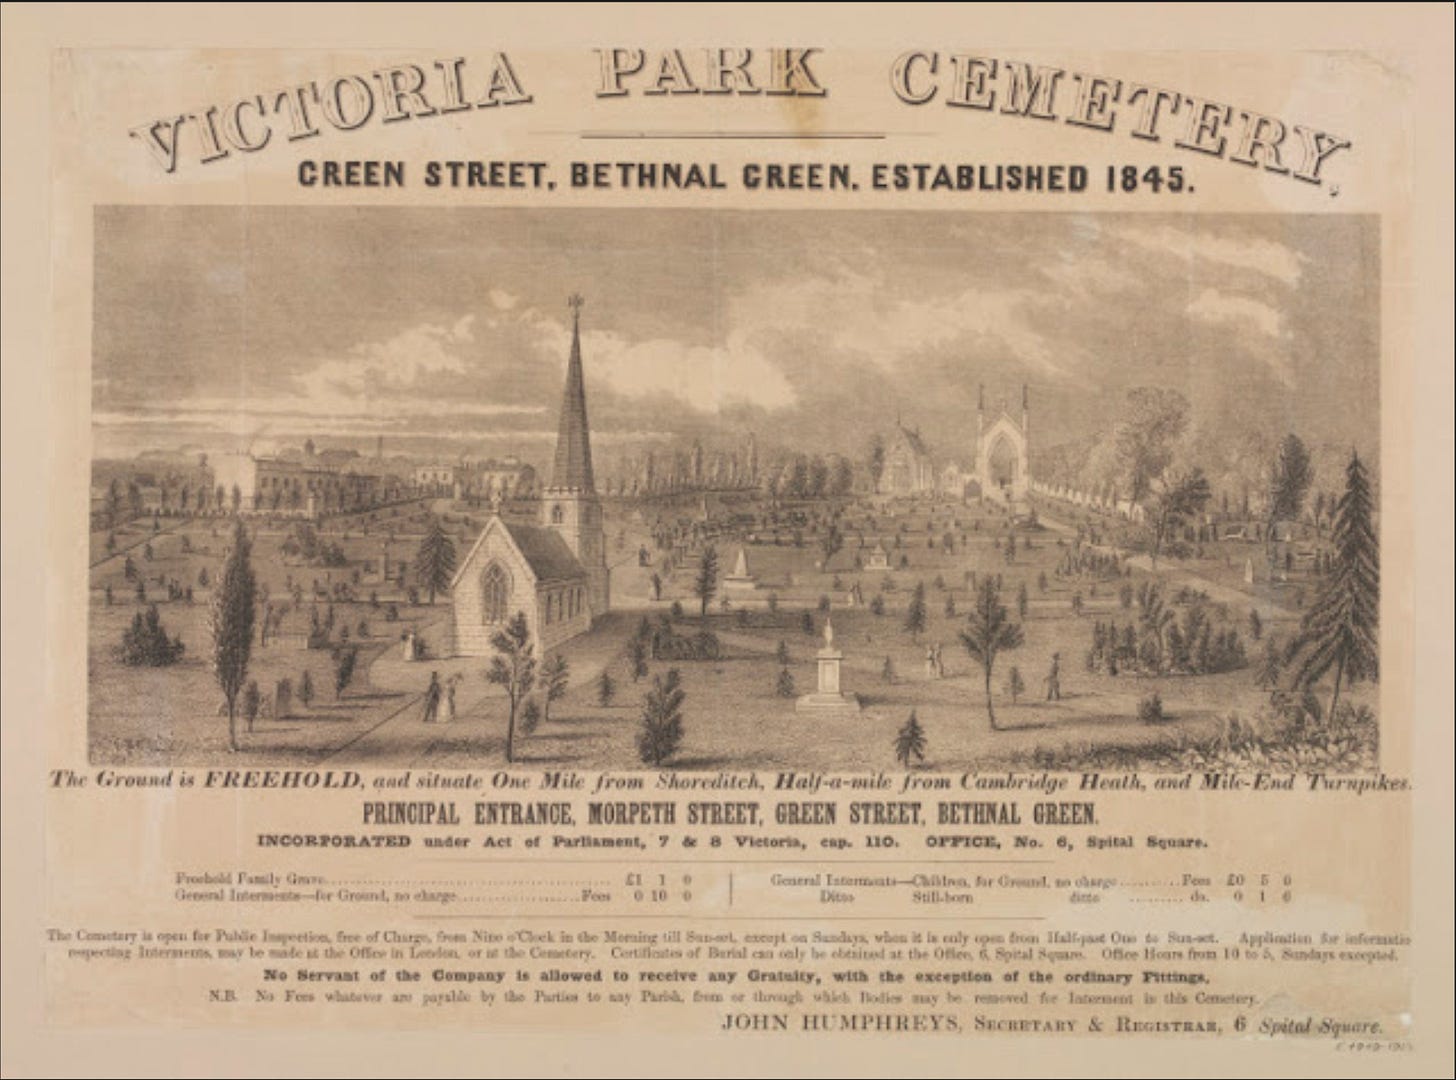 VICTORIA PARK CEMETERY,
GREEN STREET, BETHNAL GREEN. ESTABLISHED 1845.
The Ground is FREEHOLD, and situate One Mile from Shoreditch, Half-a-mile from Cambridge Heath, and Mile-End Turnpikes.
PRINCIPAL ENTRANCE, MORPETH STREET, GREEN STREET, BETHNAL GREEN.
INCORPORATED under Act of Parliament, 7 & 8 Victoria, cap. 110. OFFICE, No. 6, Spital Square.
Freehold Family Grave.......................................... £1 1 0
General Interments—for Ground, no charge....................Fees 0 10 0
General Interments—Children, for Ground, no charge..........Fees £0 5 0
Ditto Still-born ditto .......... do. 0 1 6
The Cemetery is open for Public Inspection, free of Charge, from Nine o'Clock in the Morning till Sun-set, except on Sundays, when it is only open from Half-past One to Sun-set. Application for informatio
respecting Interments, may be made at the Office in London, or at the Cemetery. Certificates of Burial can only be obtained at the Office, 6, Spital Square. Office Hours from 10 to 5, Sundays excepted.
No Servant of the Company is allowed to receive any Gratuity, with the exception of the ordinary Fittings.
N.B. No Fees whatever are payable by the Parties to any Parish, from or through which Bodies may be removed for Interment in this Cemetery.
JOHN HUMPHREYS, SECRETARY & REGISTRAR, 6 Spital Square.